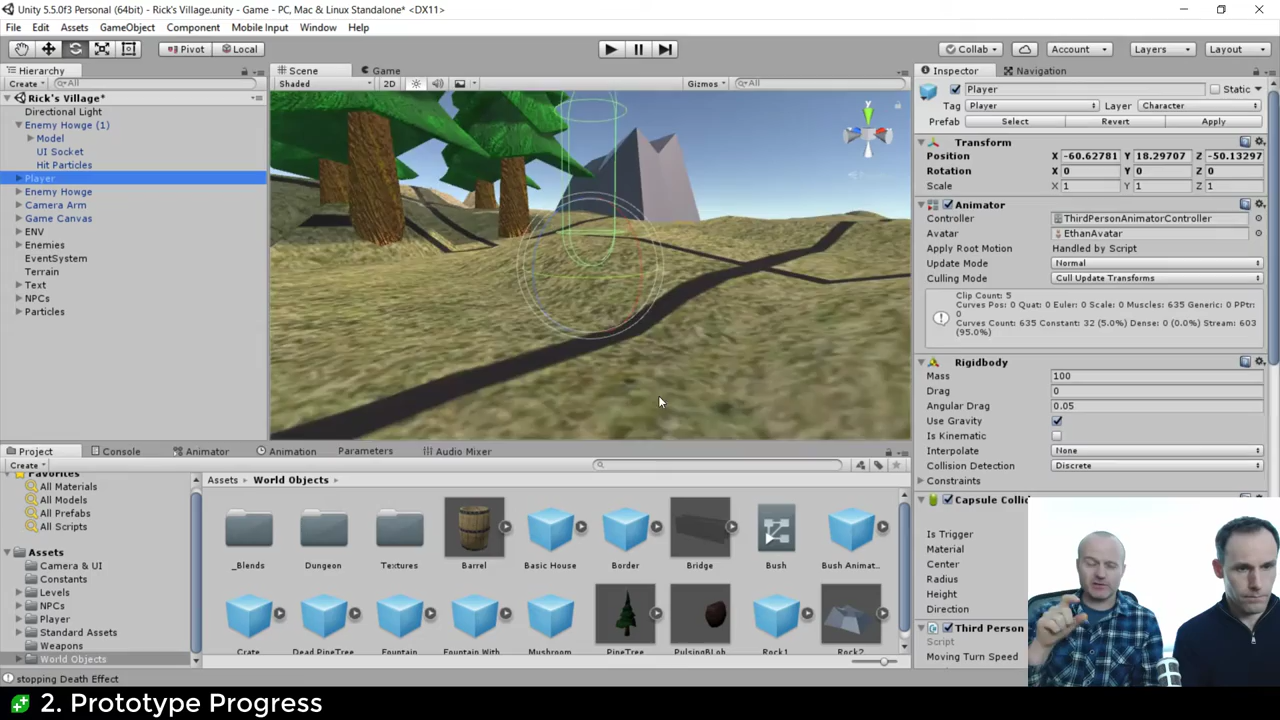 Unity 5.5.0f3 Personal (64bit) - Rick's Village.unity - Game - PC, Mac & Linux Standalone* <DX11>
File Edit Assets GameObject Component Mobile Input Window Help
Pivot Local Collab Account Layers Layout
Hierarchy
Create All
Rick's Village*
Directional Light
Enemy Howge (1)
Model
UI Socket
Hit Particles
Player
Enemy Howge
Camera Arm
Game Canvas
ENV
Enemies
EventSystem
Terrain
Text
NPCs
Particles
Scene Game
Shaded 2D Gizmos All
y
Inspector Navigation
Player Static
Tag Player Layer Character
Prefab Select Revert Apply
Transform
Position X -60.62781 Y 18.29707 Z -50.13297
Rotation X 0 Y 0 Z 0
Scale X 1 Y 1 Z 1
Animator
Controller ThirdPersonAnimatorController
Avatar EthanAvatar
Apply Root Motion Handled by Script
Update Mode Normal
Culling Mode Cull Update Transforms
Clip Count: 5
Curves Pos: 0 Quat: 0 Euler: 0 Scale: 0 Muscles: 635 Generic: 0 PPtr:
0
Curves Count: 635 Constant: 32 (5.0%) Dense: 0 (0.0%) Stream: 603
(95.0%)
Rigidbody
Mass 100
Drag 0
Angular Drag 0.05
Use Gravity
Is Kinematic
Interpolate None
Collision Detection Discrete
Constraints
Capsule Collid
Is Trigger
Material
Center
Radius
Height
Direction
Third Person
Script
Moving Turn Speed
Project Console Animator Animation Parameters Audio Mixer
Create
Favorites
All Materials
All Models
All Prefabs
All Scripts
Assets
Camera & UI
Constants
Levels
NPCs
Player
Standard Assets
Weapons
World Objects
Assets World Objects
_Blends Dungeon Textures Barrel Basic House Border Bridge Bush Bush Animat..
Crate Dead PineTree Fountain Fountain With Mushroom PineTree PulsingBLob Rock1 Rock2
stopping Death Effect
2. Prototype Progress